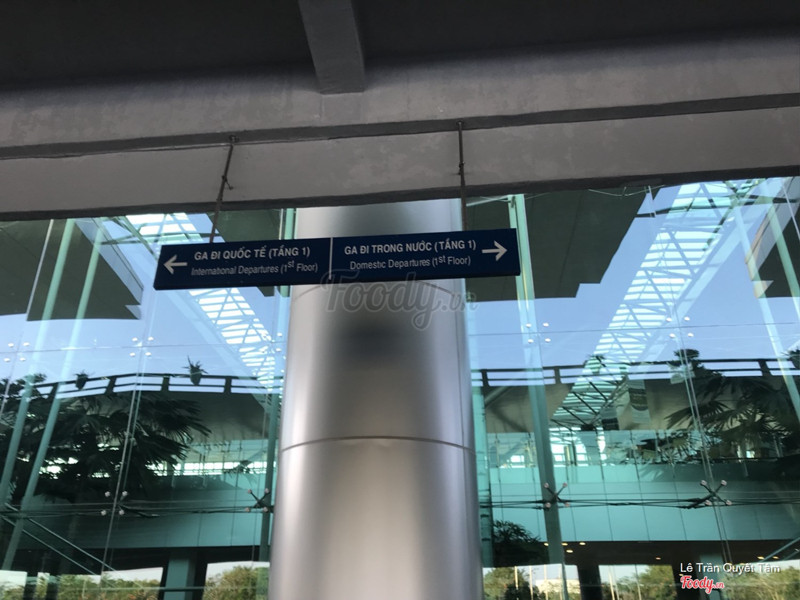 GA ĐI QUỐC TẾ (TẦNG 1)
International Departures (1st Floor)
GA ĐI TRONG NƯỚC (TẦNG 1)
Domestic Departures (1st Floor)
Foody.vn
Lê Trần Quyết Tâm
Foody.vn